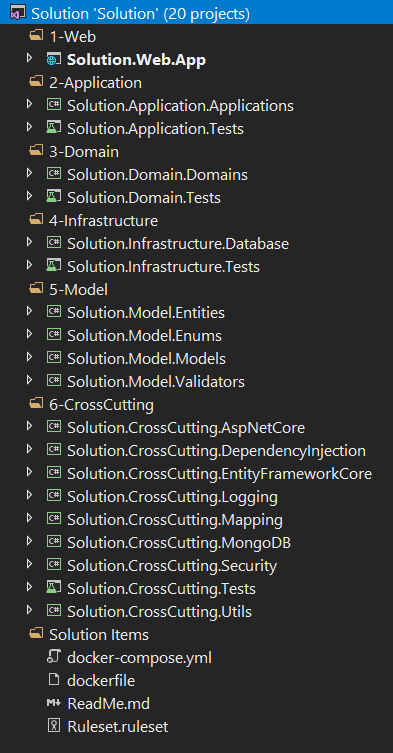 Solution 'Solution' (20 projects)
1-Web
Solution.Web.App
2-Application
Solution.Application.Applications
Solution.Application.Tests
3-Domain
Solution.Domain.Domains
Solution.Domain.Tests
4-Infrastructure
Solution.Infrastructure.Database
Solution.Infrastructure.Tests
5-Model
Solution.Model.Entities
Solution.Model.Enums
Solution.Model.Models
Solution.Model.Validators
6-CrossCutting
Solution.CrossCutting.AspNetCore
Solution.CrossCutting.DependencyInjection
Solution.CrossCutting.EntityFrameworkCore
Solution.CrossCutting.Logging
Solution.CrossCutting.Mapping
Solution.CrossCutting.MongoDB
Solution.CrossCutting.Security
Solution.CrossCutting.Tests
Solution.CrossCutting.Utils
Solution Items
docker-compose.yml
dockerfile
ReadMe.md
Ruleset.ruleset